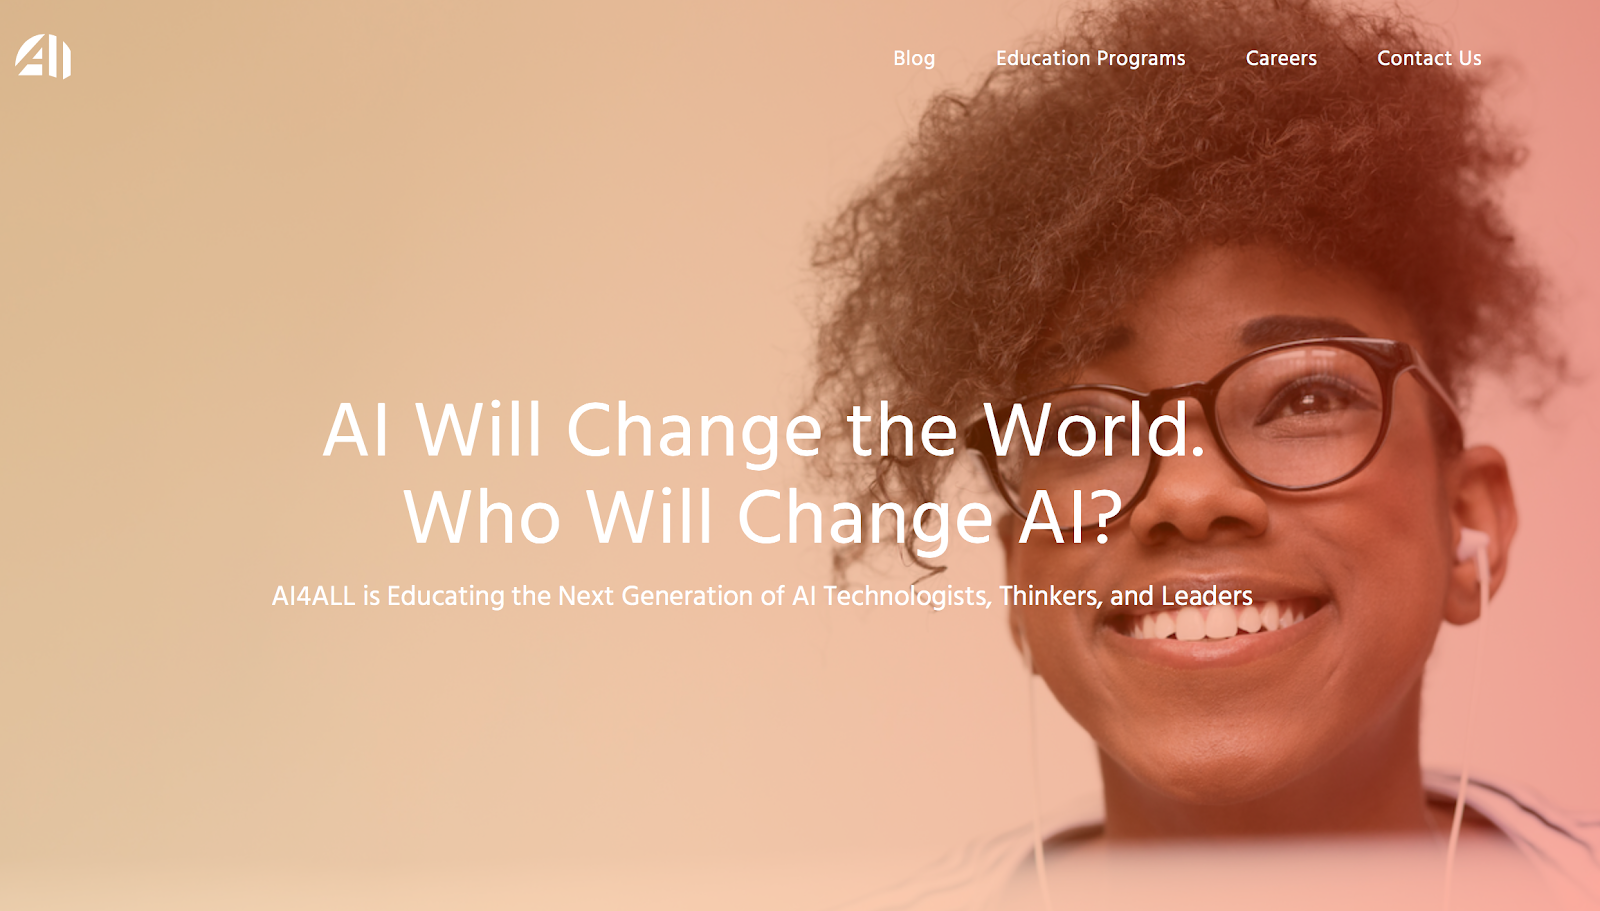 AI
Blog
Education Programs
Careers
Contact Us
AI Will Change the World.
Who Will Change AI?
AI4ALL is Educating the Next Generation of AI Technologists, Thinkers, and Leaders